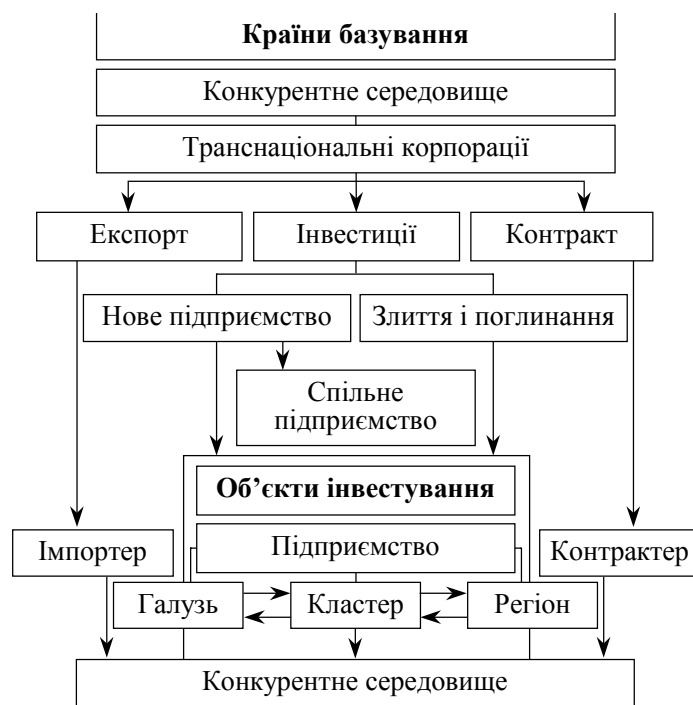 Країни базування
Конкурентне середовище
Транснаціональні корпорації
Експорт
Інвестиції
Контракт
Нове підприємство
Злиття і поглинання
Спільне
підприємство
Об’єкти інвестування
Імпортер
Підприємство
Контрактер
Галузь
Кластер
Регіон
Конкурентне середовище